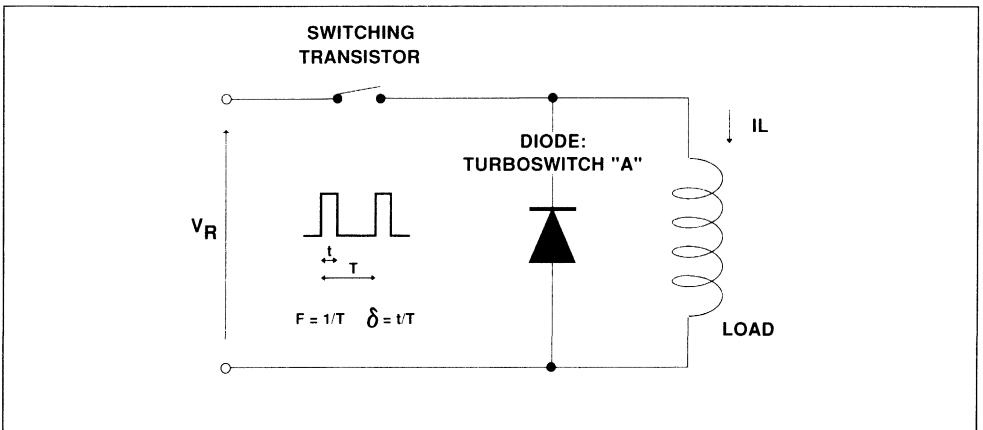 SWITCHING
TRANSISTOR
IL
DIODE:
TURBOSWITCH "A"
VR
t
T
F = 1/T δ = t/T
LOAD